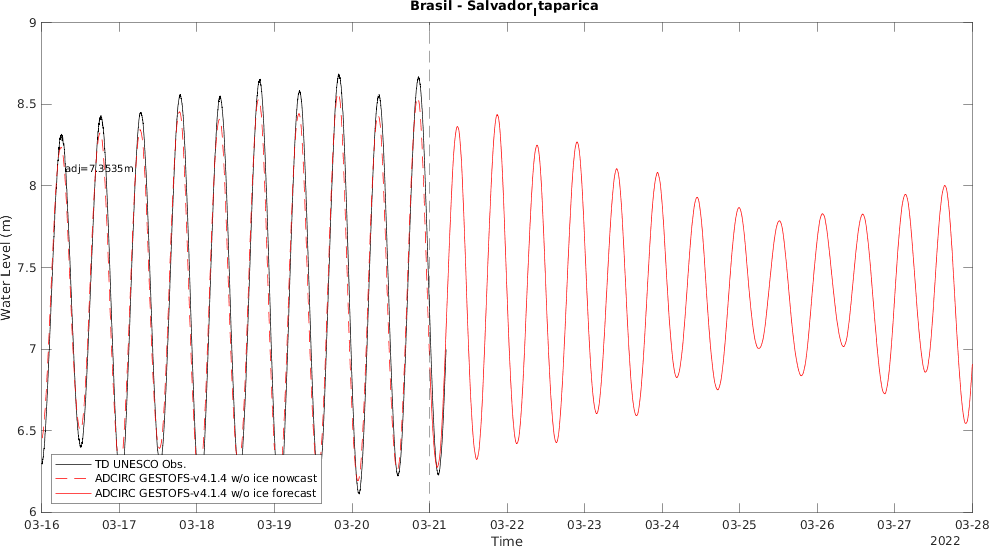 Brasil - Salvador_Itaparica
9
8.5
8
7.5
7
6.5
6
Water Level (m)
adj=7.3535m
TD UNESCO Obs.
ADCIRC GESTOFS-v4.1.4 w/o ice nowcast
ADCIRC GESTOFS-v4.1.4 w/o ice forecast
03-16 03-17 03-18 03-19 03-20 03-21 03-22 03-23 03-24 03-25 03-26 03-27 03-28
Time
2022